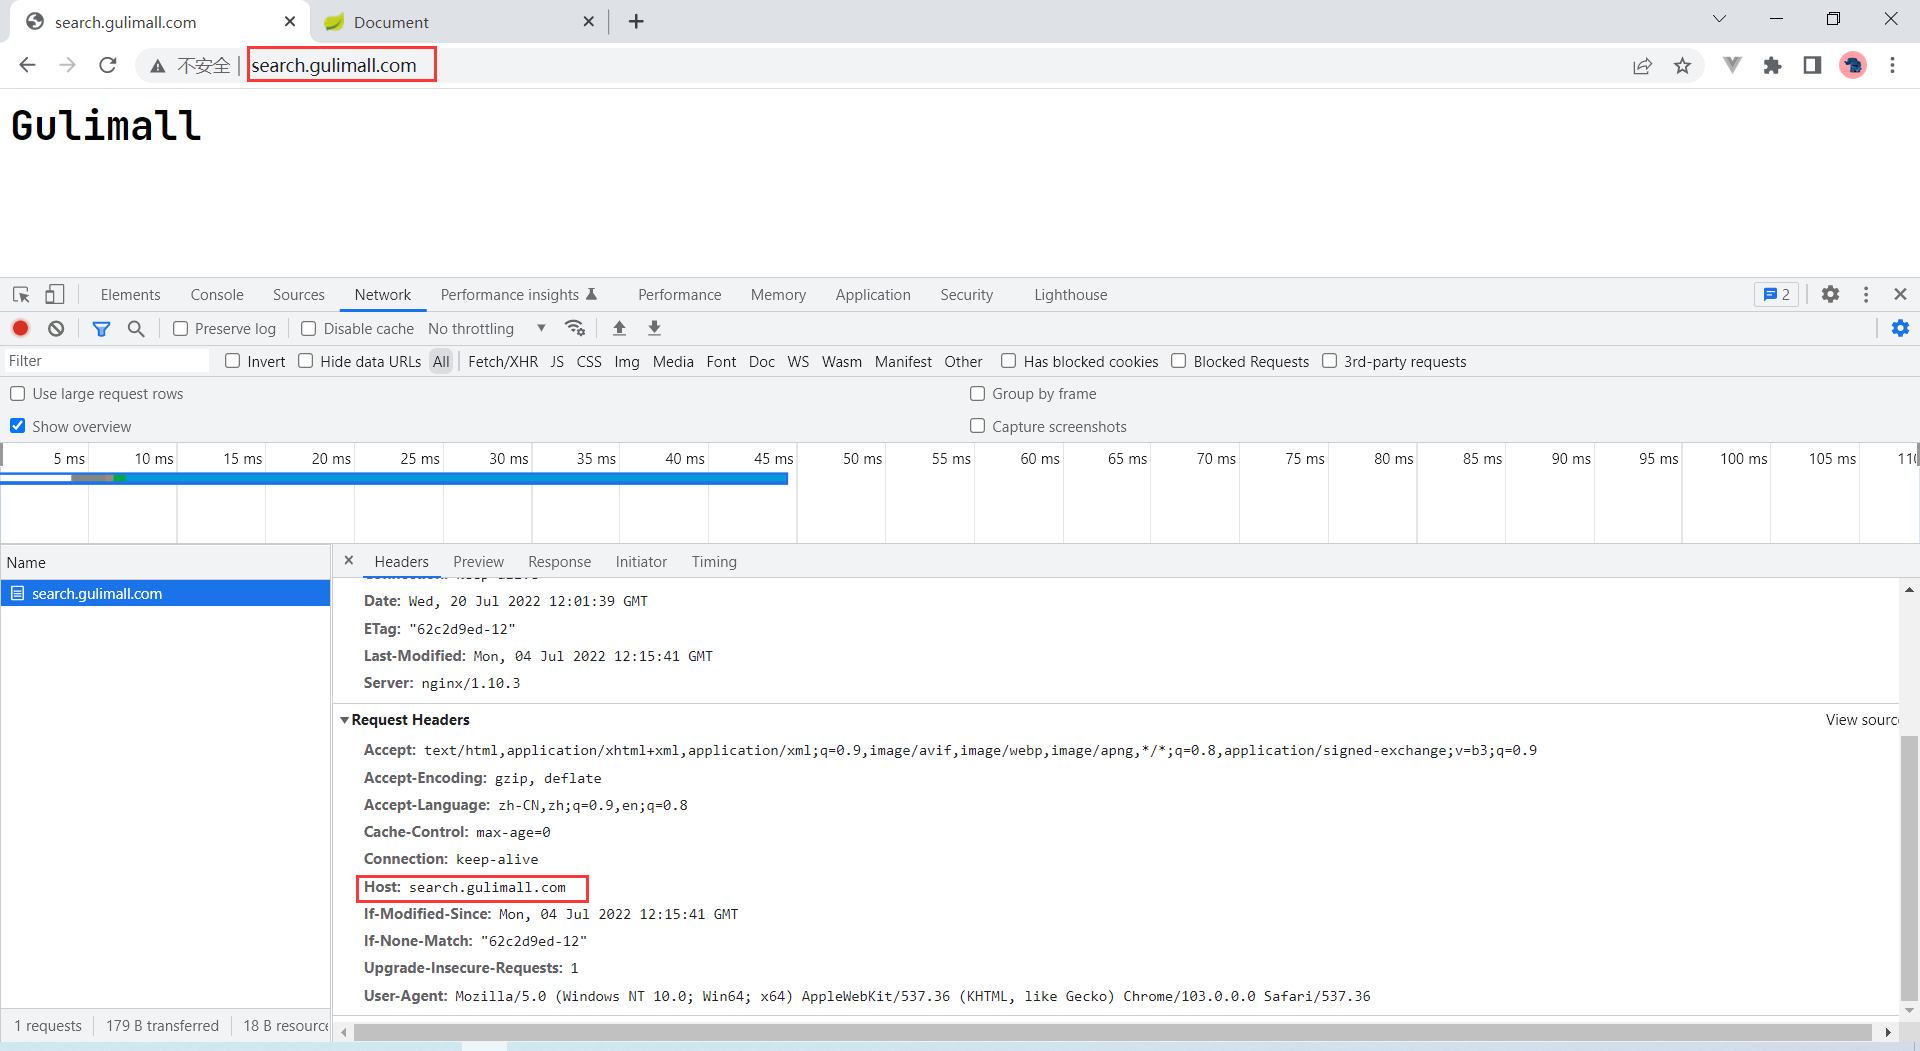 search.gulimall.com
Document
不安全 | search.gulimall.com
Gulimall
Elements Console Sources Network Performance insights Performance Memory Application Security Lighthouse 2
Preserve log Disable cache No throttling
Filter Invert Hide data URLs All Fetch/XHR JS CSS Img Media Font Doc WS Wasm Manifest Other Has blocked cookies Blocked Requests 3rd-party requests
Use large request rows Group by frame
Show overview Capture screenshots
5 ms 10 ms 15 ms 20 ms 25 ms 30 ms 35 ms 40 ms 45 ms 50 ms 55 ms 60 ms 65 ms 70 ms 75 ms 80 ms 85 ms 90 ms 95 ms 100 ms 105 ms
Name
search.gulimall.com
Headers Preview Response Initiator Timing
Date: Wed, 20 Jul 2022 12:01:39 GMT
ETag: "62c2d9ed-12"
Last-Modified: Mon, 04 Jul 2022 12:15:41 GMT
Server: nginx/1.10.3
Request Headers View sourc
Accept: text/html,application/xhtml+xml,application/xml;q=0.9,image/avif,image/webp,image/apng,*/*;q=0.8,application/signed-exchange;v=b3;q=0.9
Accept-Encoding: gzip, deflate
Accept-Language: zh-CN,zh;q=0.9,en;q=0.8
Cache-Control: max-age=0
Connection: keep-alive
Host: search.gulimall.com
If-Modified-Since: Mon, 04 Jul 2022 12:15:41 GMT
If-None-Match: "62c2d9ed-12"
Upgrade-Insecure-Requests: 1
User-Agent: Mozilla/5.0 (Windows NT 10.0; Win64; x64) AppleWebKit/537.36 (KHTML, like Gecko) Chrome/103.0.0.0 Safari/537.36
1 requests 179 B transferred 18 B resourc